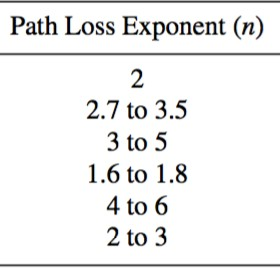 Path Loss Exponent (n)
2
2.7 to 3.5
3 to 5
1.6 to 1.8
4 to 6
2 to 3